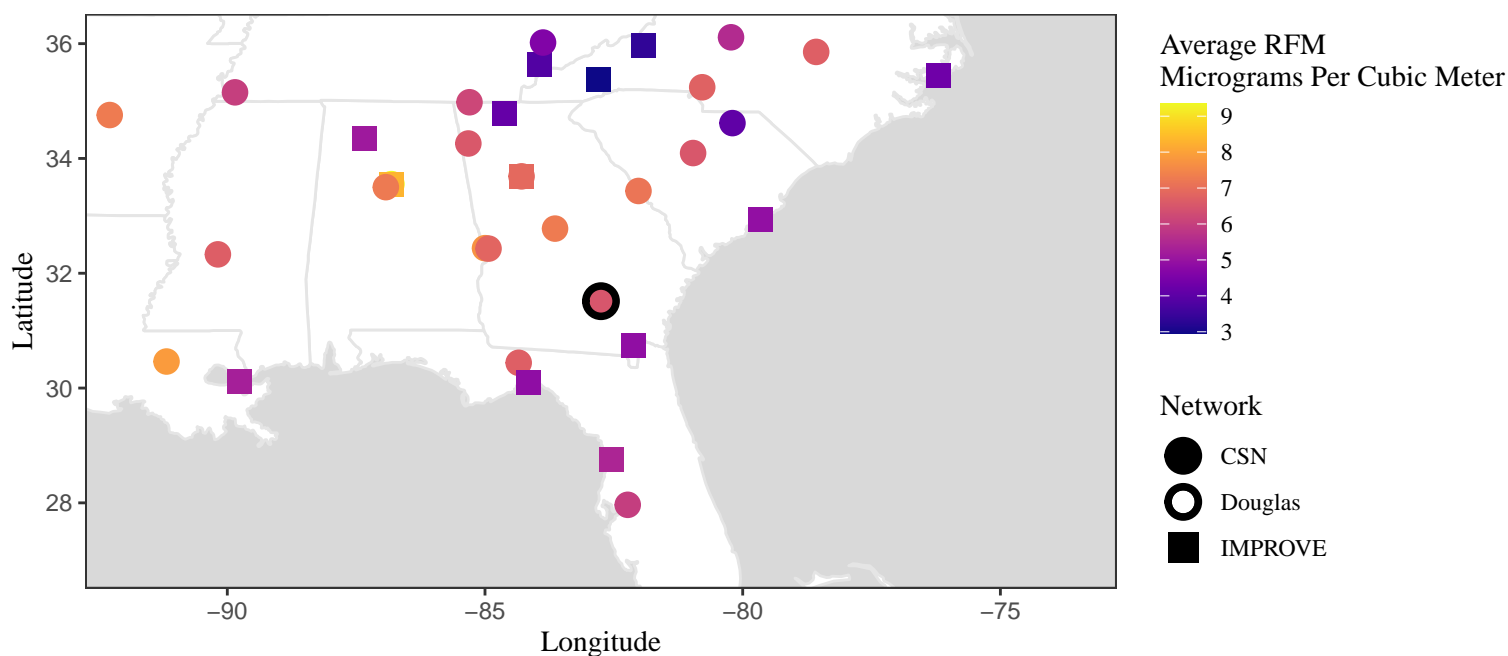 36
34
32
30
28
Latitude
−90
−85
−80
−75
Longitude
Average RFM
Micrograms Per Cubic Meter
9
8
7
6
5
4
3
Network
CSN
Douglas
IMPROVE